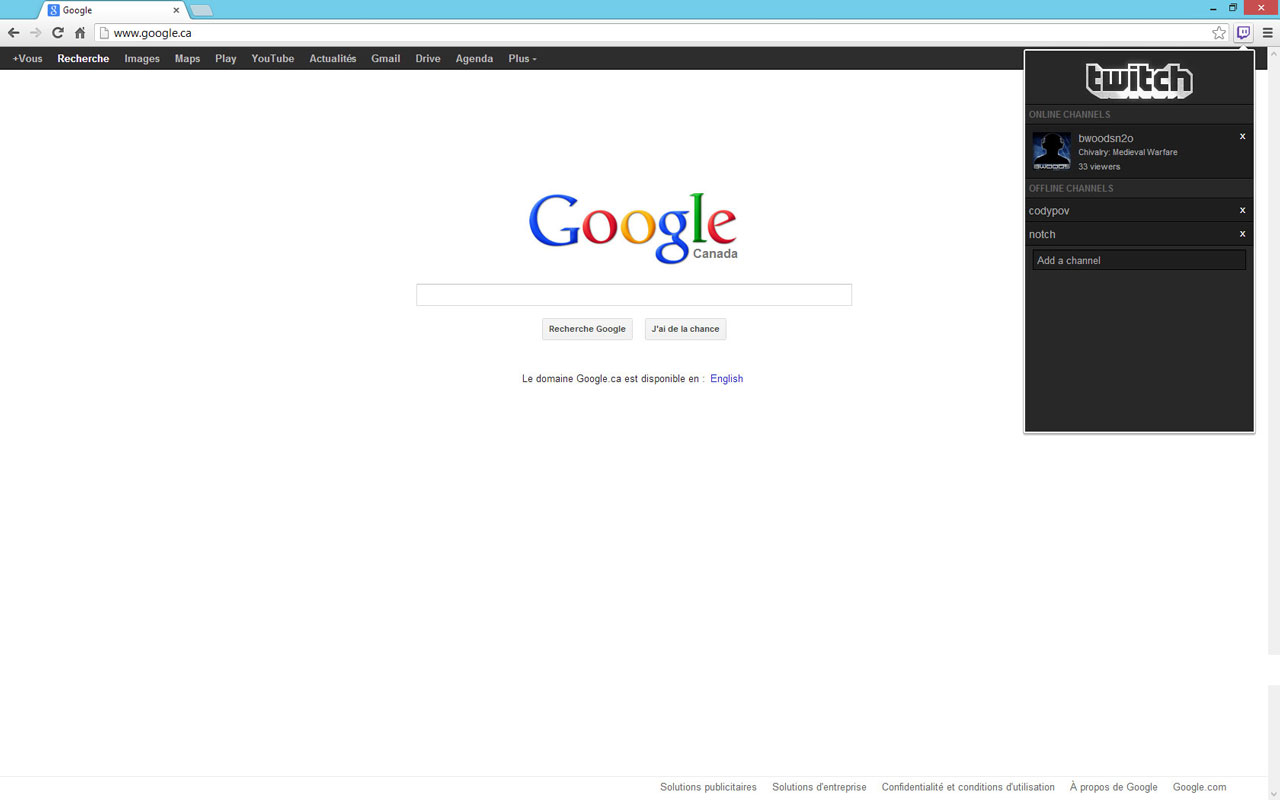 Google
www.google.ca
+Vous Recherche Images Maps Play YouTube Actualités Gmail Drive Agenda Plus
twitch
ONLINE CHANNELS
bwoodsn2o x
Chivalry: Medieval Warfare
33 viewers
OFFLINE CHANNELS
codypov x
notch x
Add a channel
Google
Canada
Recherche Google J'ai de la chance
Le domaine Google.ca est disponible en : English
Solutions publicitaires Solutions d'entreprise Confidentialité et conditions d'utilisation À propos de Google Google.com